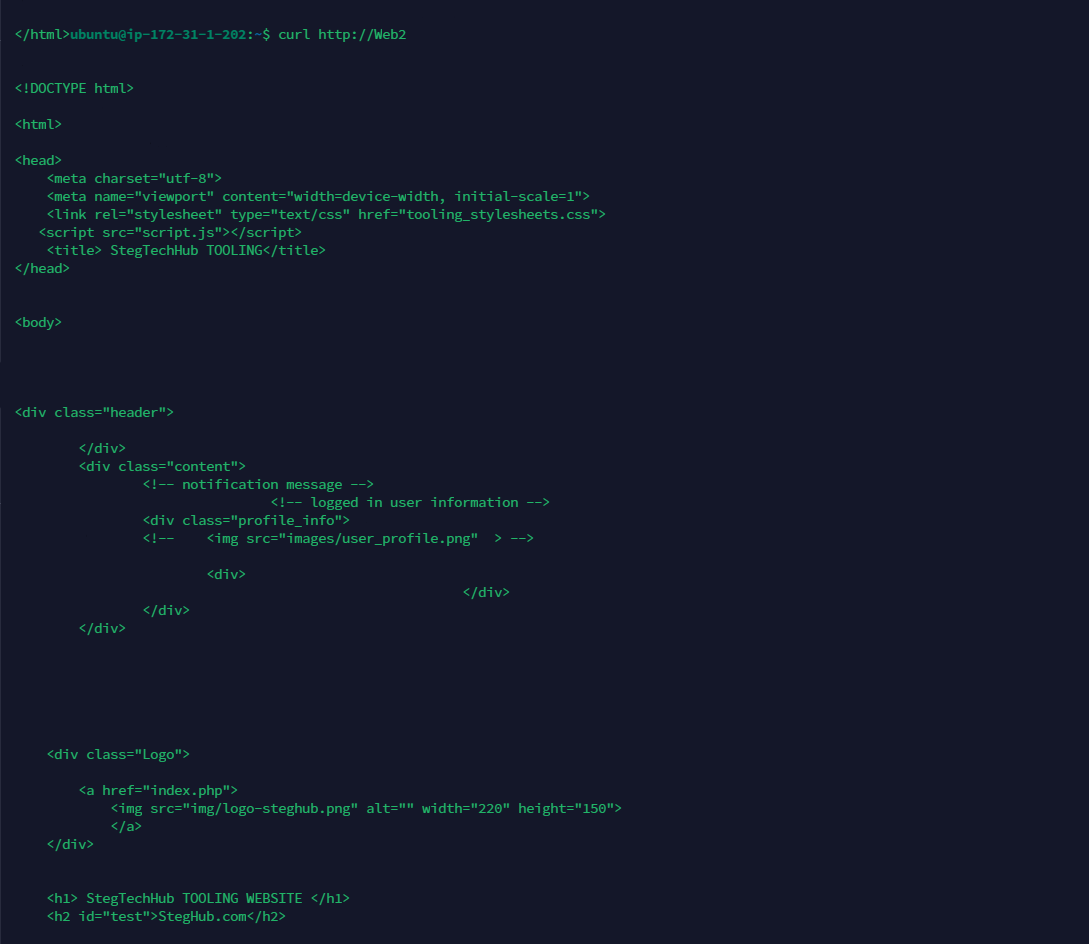 </html>ubuntu@ip-172-31-1-202:~$ curl http://Web2
<!DOCTYPE html>
<html>
<head>
    <meta charset="utf-8">
    <meta name="viewport" content="width=device-width, initial-scale=1">
    <link rel="stylesheet" type="text/css" href="tooling_stylesheets.css">
   <script src="script.js"></script>
    <title> StegTechHub TOOLING</title>
</head>
<body>
<div class="header">
        </div>
        <div class="content">
                <!-- notification message -->
                                <!-- logged in user information -->
                <div class="profile_info">
                <!--    <img src="images/user_profile.png"  > -->
                        <div>
                                                        </div>
                </div>
        </div>
    <div class="Logo">
        <a href="index.php">
            <img src="img/logo-steghub.png" alt="" width="220" height="150">
            </a>
    </div>
    <h1> StegTechHub TOOLING WEBSITE </h1>
    <h2 id="test">StegHub.com</h2>